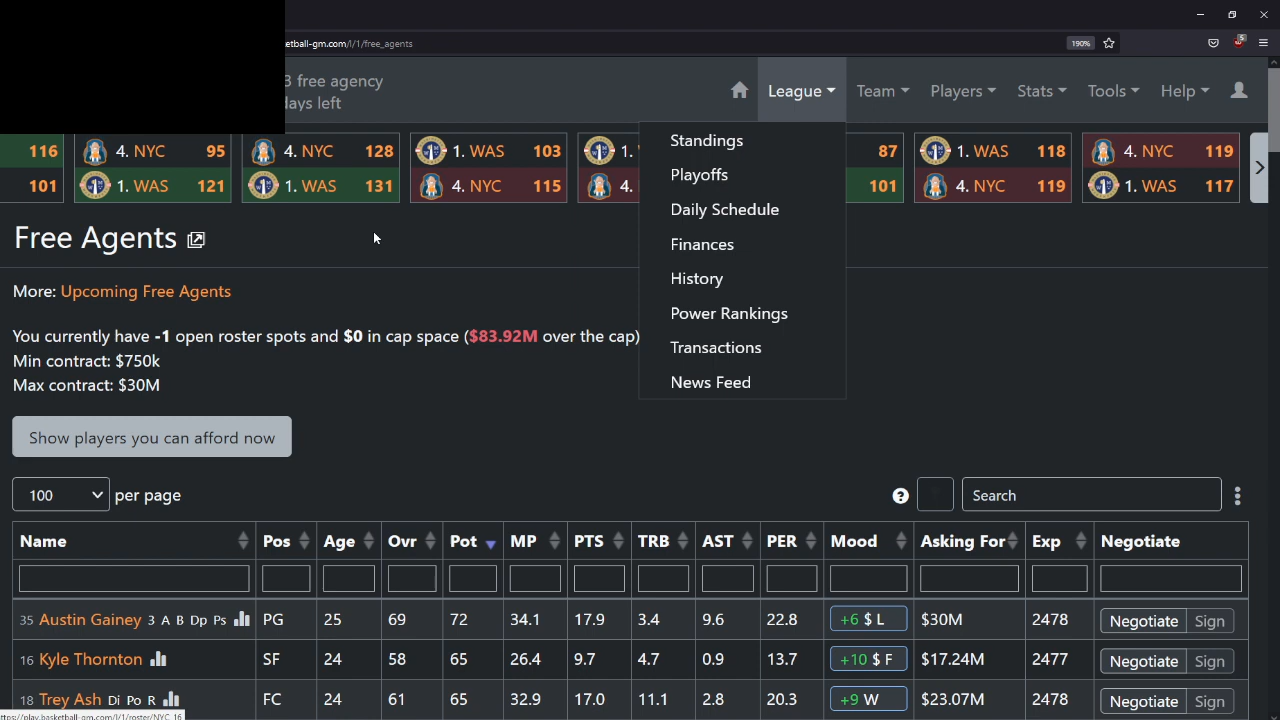 etball-gm.com/l/1/free_agents
190%
5
3 free agency
days left
League
Team
Players
Stats
Tools
Help
116
101
4. NYC 95
1. WAS 121
4. NYC 128
1. WAS 131
1. WAS 103
4. NYC 115
1.
4.
87
101
1. WAS 118
4. NYC 119
4. NYC 119
1. WAS 117
Standings
Playoffs
Daily Schedule
Finances
History
Power Rankings
Transactions
News Feed
Free Agents
More: Upcoming Free Agents
You currently have -1 open roster spots and $0 in cap space ($83.92M over the cap)
Min contract: $750k
Max contract: $30M
Show players you can afford now
100 per page
? Search
Name Pos Age Ovr Pot MP PTS TRB AST PER Mood Asking For Exp Negotiate
35 Austin Gainey 3 A B Dp Ps PG 25 69 72 34.1 17.9 3.4 9.6 22.8 +6 $ L $30M 2478 Negotiate Sign
16 Kyle Thornton SF 24 58 65 26.4 9.7 4.7 0.9 13.7 +10 $ F $17.24M 2477 Negotiate Sign
18 Trey Ash Di Po R FC 24 61 65 32.9 17.0 11.1 2.8 20.3 +9 W $23.07M 2478 Negotiate Sign
ttps://play.basketball-gm.com/l/1/roster/NYC_16